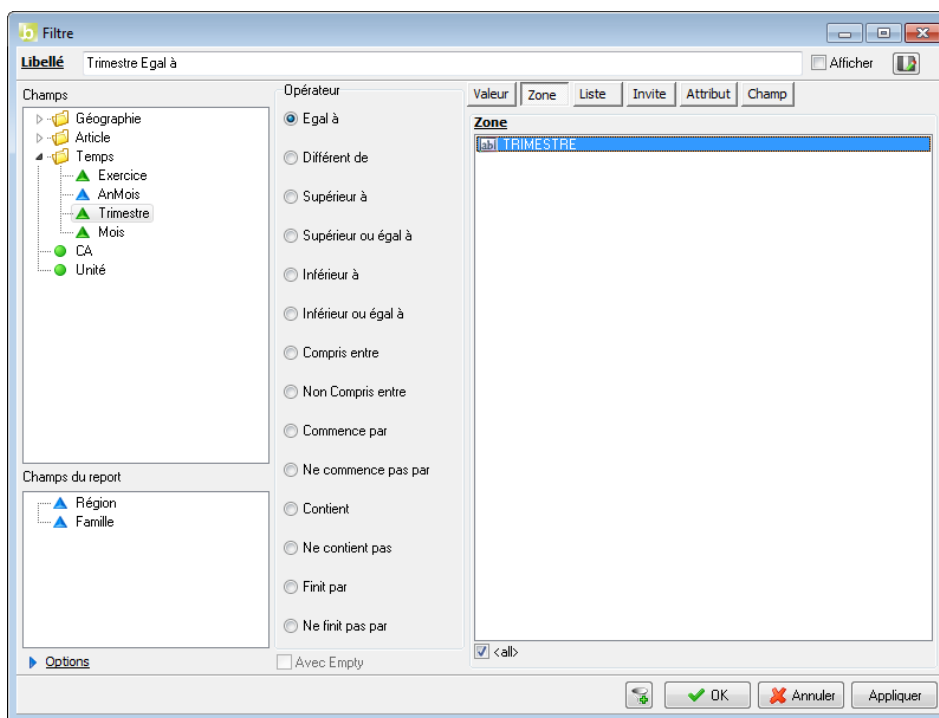 Filtre
Libellé Trimestre Egal à Afficher
Champs
Géographie
Article
Temps
Exercice
AnMois
Trimestre
Mois
CA
Unité
Champs du report
Région
Famille
Options
Opérateur
Egal à
Différent de
Supérieur à
Supérieur ou égal à
Inférieur à
Inférieur ou égal à
Compris entre
Non Compris entre
Commence par
Ne commence pas par
Contient
Ne contient pas
Finit par
Ne finit pas par
Avec Empty
Valeur Zone Liste Invite Attribut Champ
Zone
ab TRIMESTRE
<all>
OK Annuler Appliquer